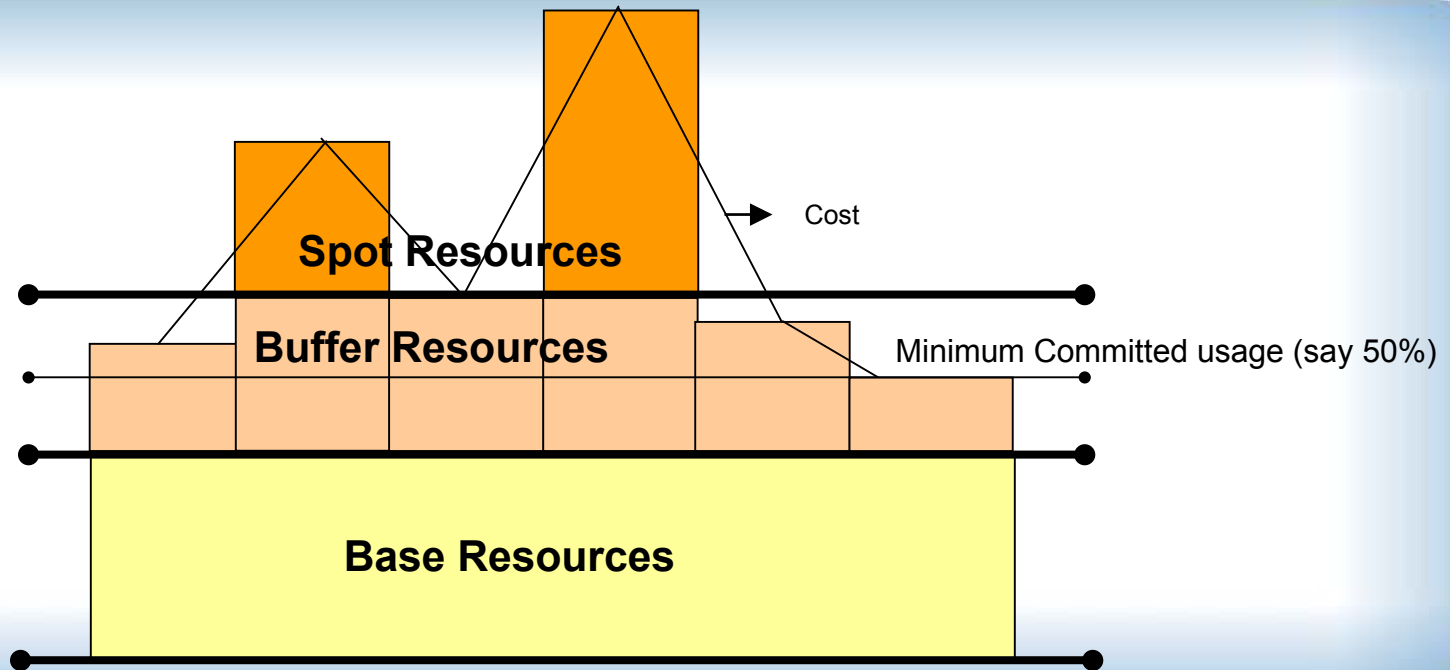 Cost
Spot Resources
Buffer Resources
Minimum Committed usage (say 50%)
Base Resources